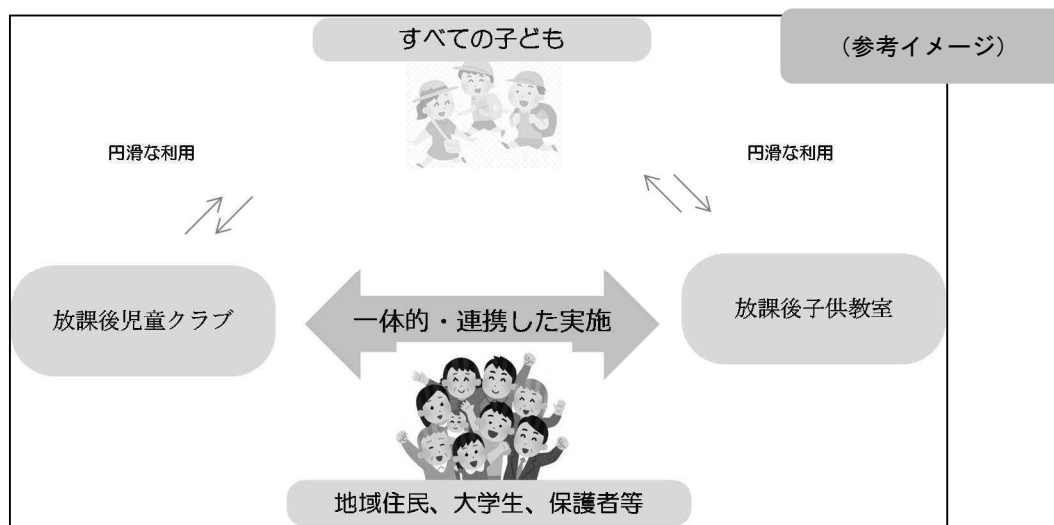 すべての子ども
（参考イメージ）
円滑な利用
円滑な利用
放課後児童クラブ
一体的・連携した実施
放課後子供教室
地域住民、大学生、保護者等